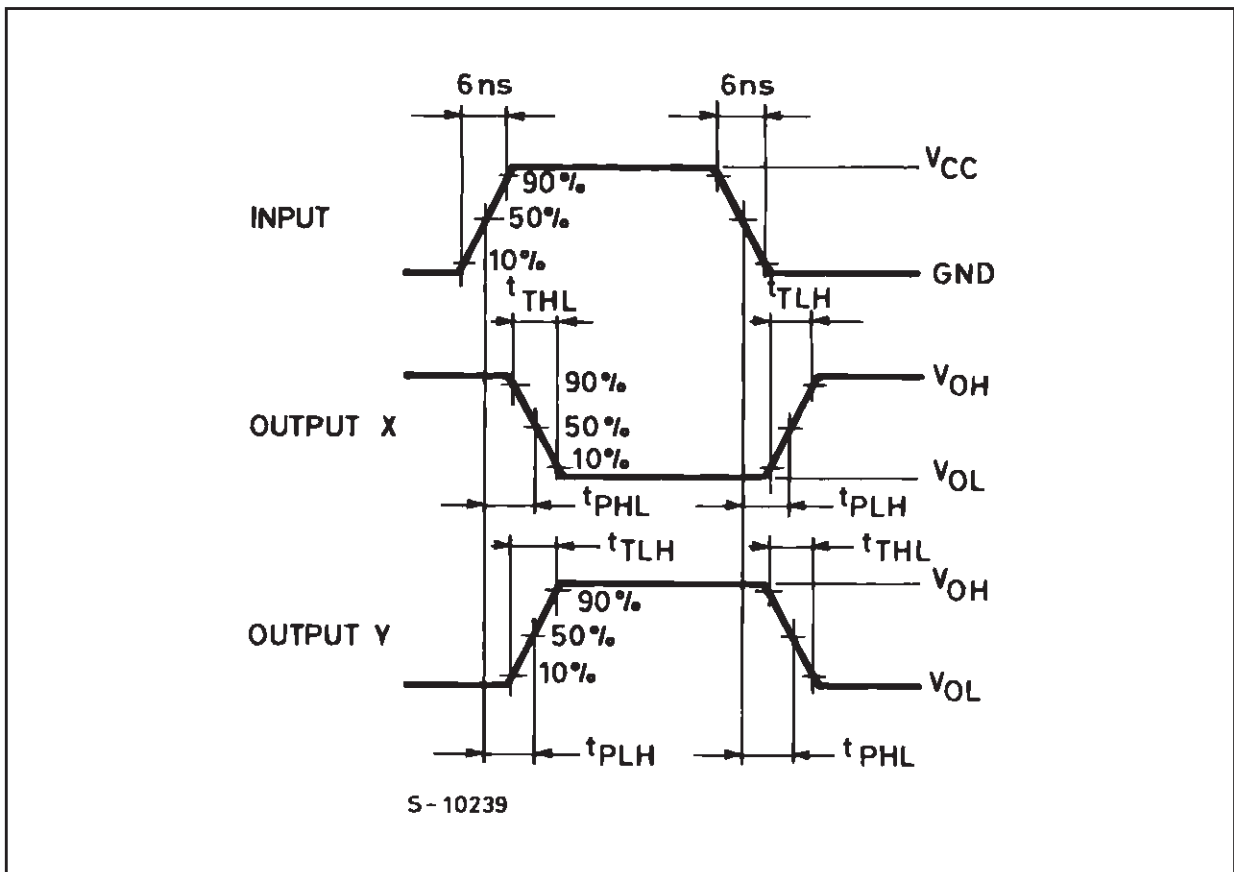 6ns 6ns
VCC
90%
INPUT 50%
10% GND
tTHL tTLH
90% VOH
OUTPUT X 50%
10% VOL
tPHL tPLH
tTLH tTHL
90% VOH
OUTPUT Y 50%
10% VOL
tPLH tPHL
S-10239